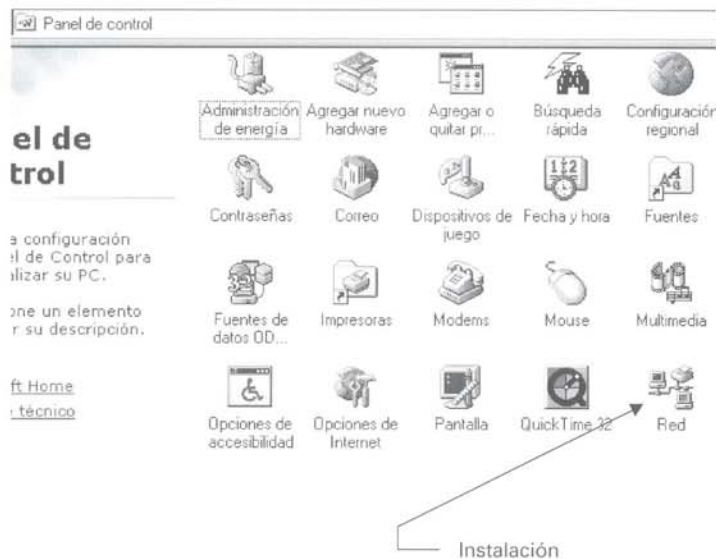 Panel de control
Administración de energía
Agregar nuevo hardware
Agregar o quitar pr...
Búsqueda rápida
Configuración regional
el de
trol
Contraseñas
Correo
Dispositivos de juego
Fecha y hora
Fuentes
a configuración
el de Control para
alizar su PC.
one un elemento
r su descripción.
Fuentes de datos OD...
Impresoras
Modems
Mouse
Multimedia
ft Home
técnico
Opciones de accesibilidad
Opciones de Internet
Pantalla
QuickTime 32
Red
Instalación